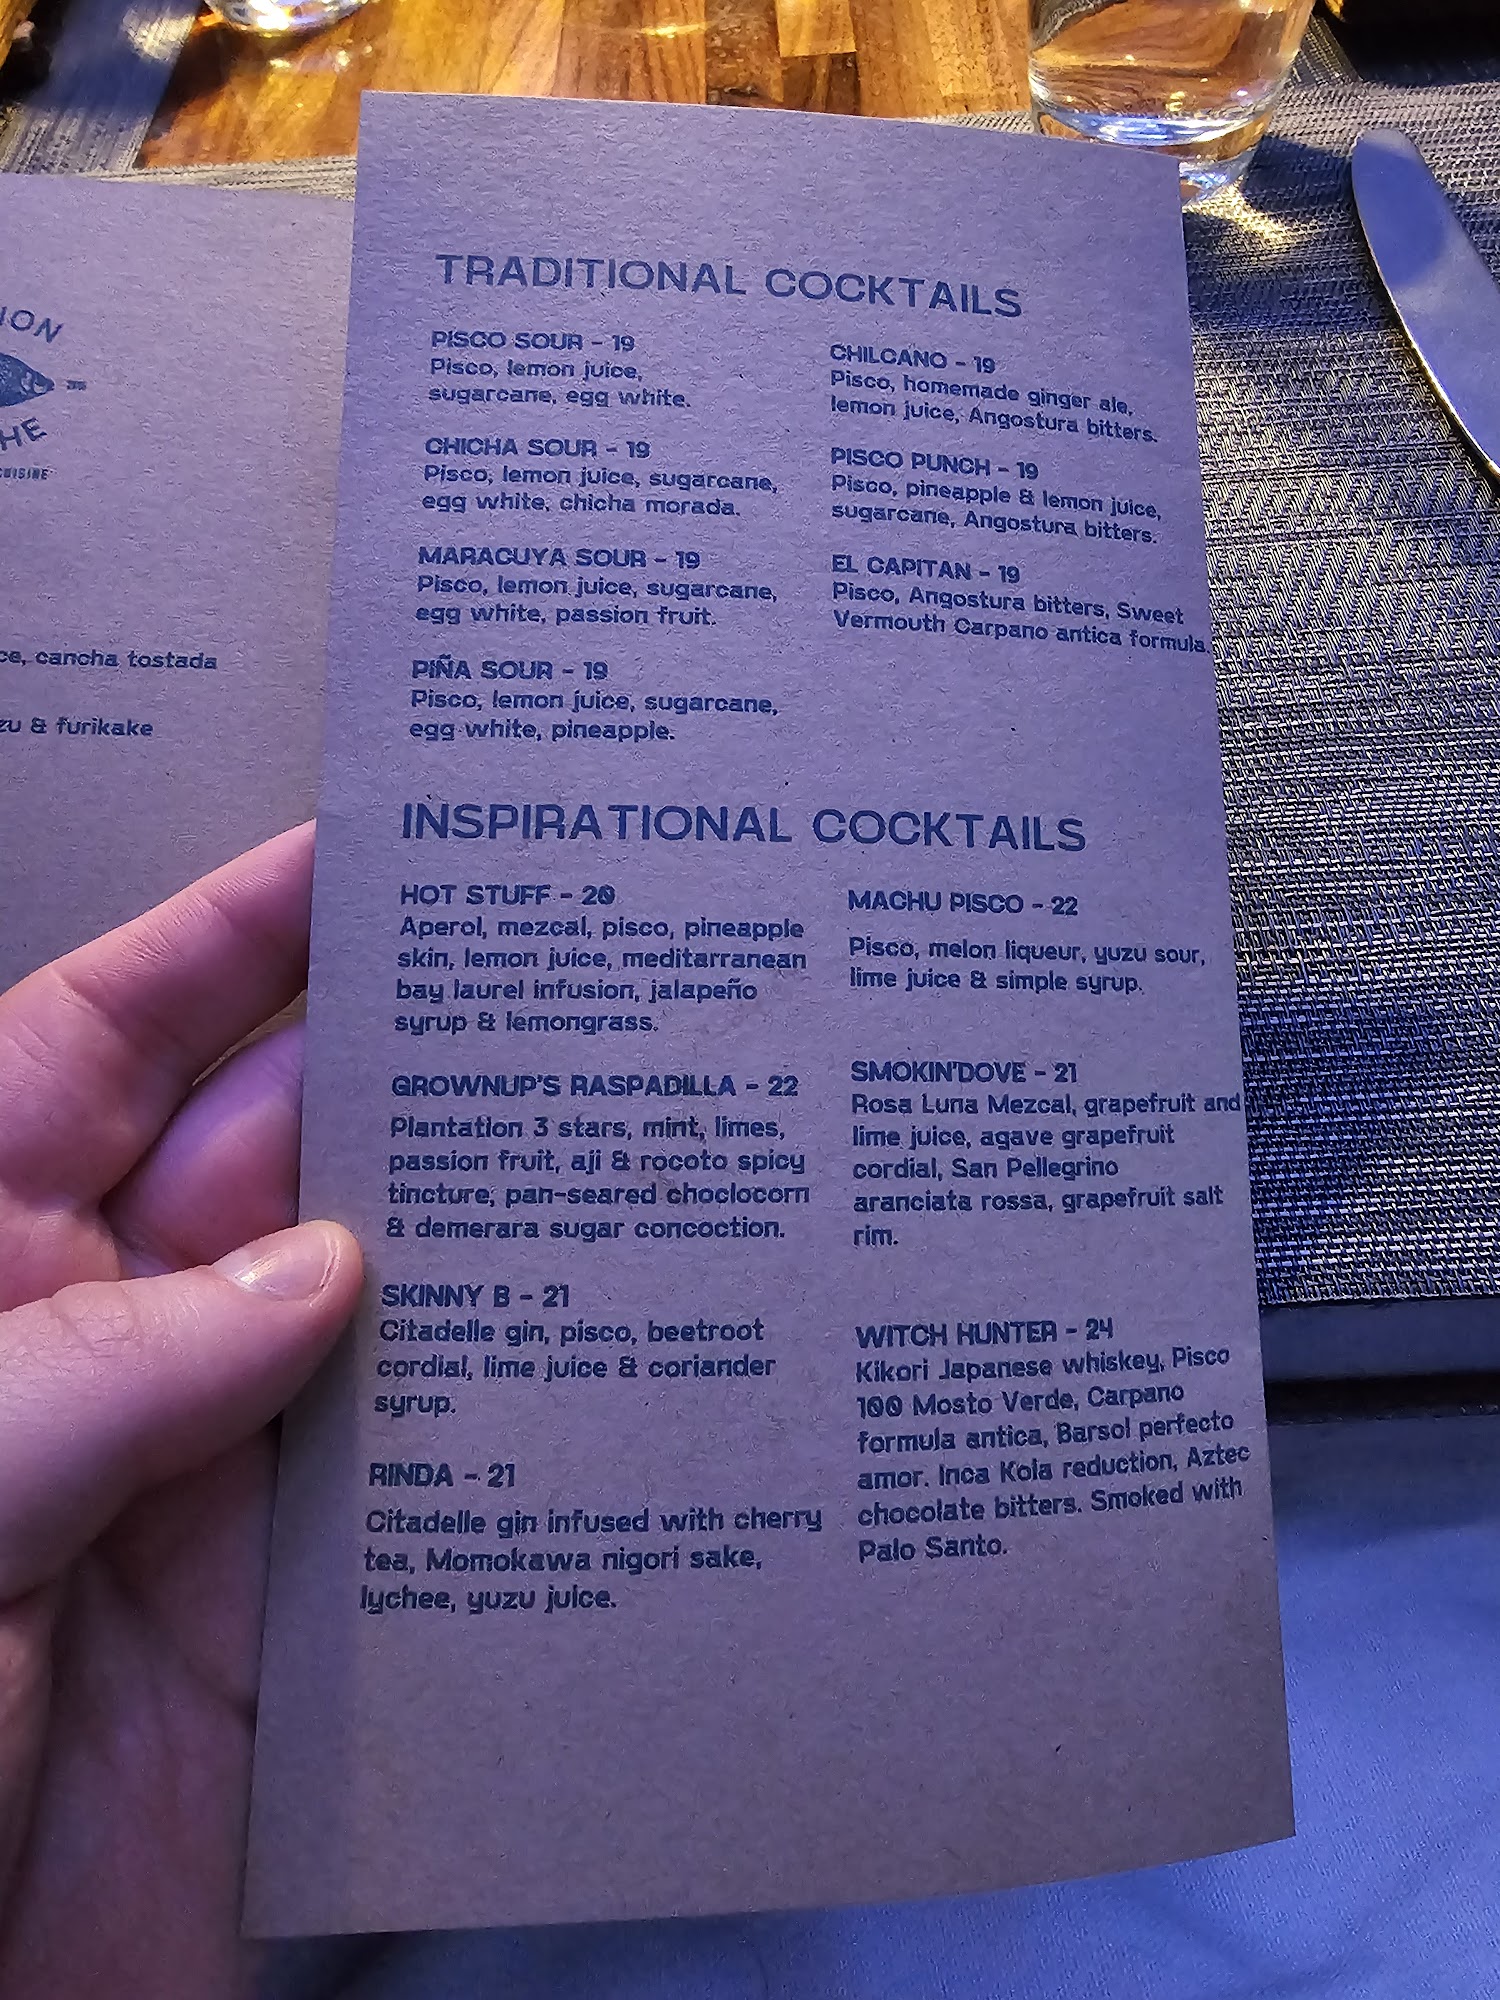 ION
HE
CUISINE
ce, cancha tostada
zu & furikake
TRADITIONAL COCKTAILS
PISCO SOUR - 19
Pisco, lemon juice,
sugarcane, egg white.
CHICHA SOUR - 19
Pisco, lemon juice, sugarcane,
egg white, chicha morada.
MARACUYA SOUR - 19
Pisco, lemon juice, sugarcane,
egg white, passion fruit.
PIÑA SOUR - 19
Pisco, lemon juice, sugarcane,
egg white, pineapple.
CHILCANO - 19
Pisco, homemade ginger ale,
lemon juice, Angostura bitters.
PISCO PUNCH - 19
Pisco, pineapple & lemon juice,
sugarcane, Angostura bitters.
EL CAPITAN - 19
Pisco, Angostura bitters, Sweet
Vermouth Carpano antica formula.
INSPIRATIONAL COCKTAILS
HOT STUFF - 20
Aperol, mezcal, pisco, pineapple
skin, lemon juice, meditarranean
bay laurel infusion, jalapeño
syrup & lemongrass.
GROWNUP'S RASPADILLA - 22
Plantation 3 stars, mint, limes,
passion fruit, aji & rocoto spicy
tincture, pan-seared choclocorn
& demerara sugar concoction.
SKINNY B - 21
Citadelle gin, pisco, beetroot
cordial, lime juice & coriander
syrup.
RINDA - 21
Citadelle gin infused with cherry
tea, Momokawa nigori sake,
lychee, yuzu juice.
MACHU PISCO - 22
Pisco, melon liqueur, yuzu sour,
lime juice & simple syrup.
SMOKIN'DOVE - 21
Rosa Luna Mezcal, grapefruit and
lime juice, agave grapefruit
cordial, San Pellegrino
aranciata rossa, grapefruit salt
rim.
WITCH HUNTER - 24
Kikori Japanese whiskey, Pisco
100 Mosto Verde, Carpano
formula antica, Barsol perfecto
amor. Inca Kola reduction, Aztec
chocolate bitters. Smoked with
Palo Santo.